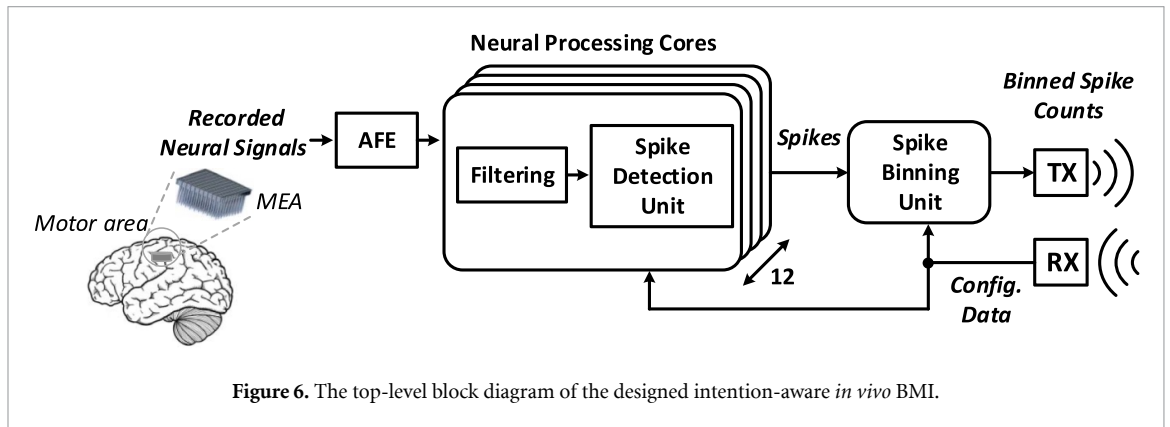 Neural Processing Cores
Recorded
Neural Signals
AFE
Filtering
Spike
Detection
Unit
12
Spikes
Spike
Binning
Unit
Binned Spike
Counts
TX
RX
Config.
Data
Motor area
MEA
Figure 6. The top-level block diagram of the designed intention-aware in vivo BMI.